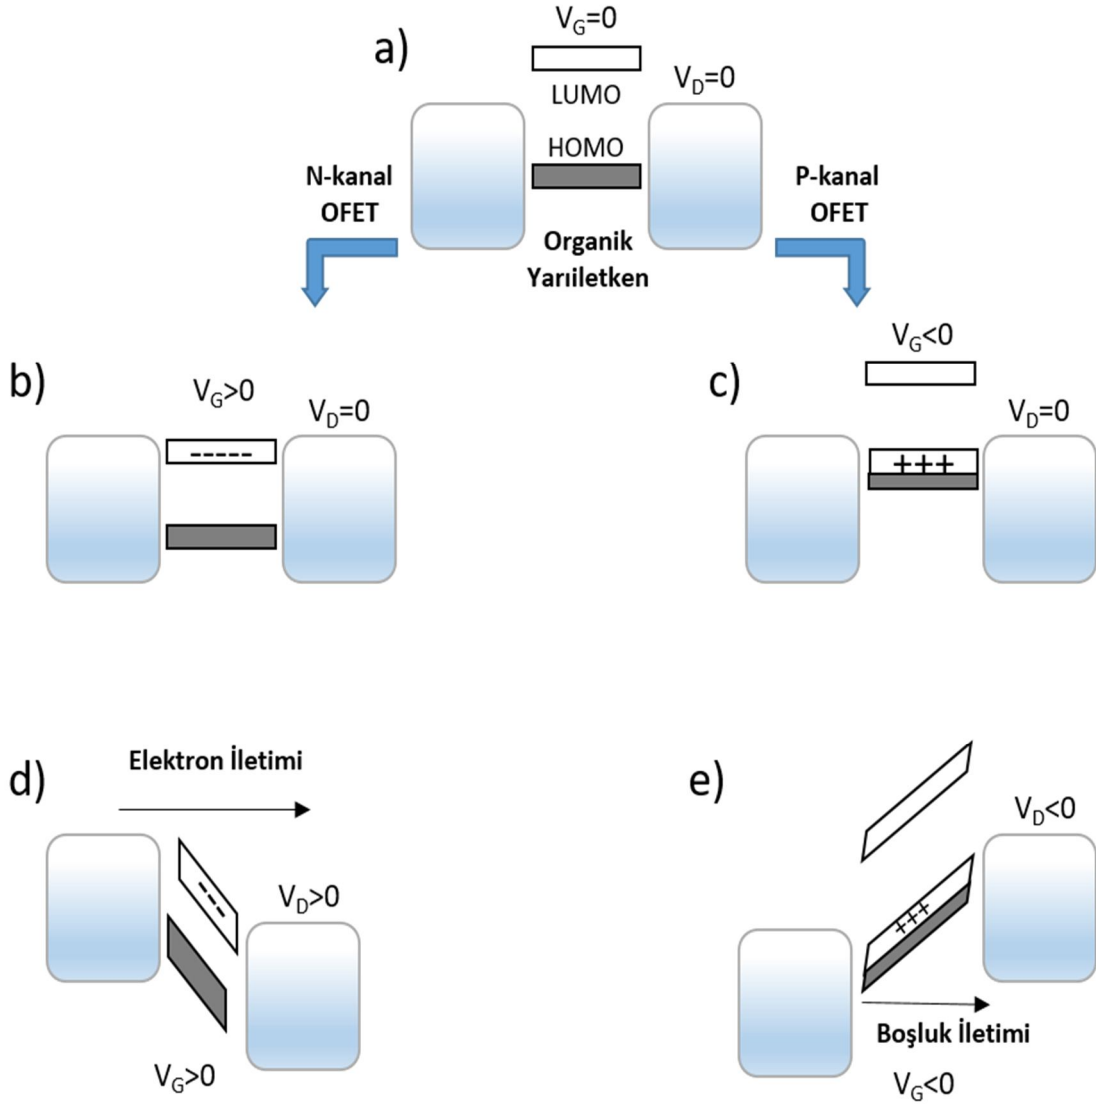 a)
V_G=0
LUMO
V_D=0
HOMO
N-kanal
OFET
P-kanal
OFET
Organik
Yarıiletken
b)
V_G>0
V_D=0
-----
c)
V_G<0
V_D=0
+++
d)
Elektron İletimi
----
V_D>0
V_G>0
e)
V_D<0
+++
Boşluk İletimi
V_G<0